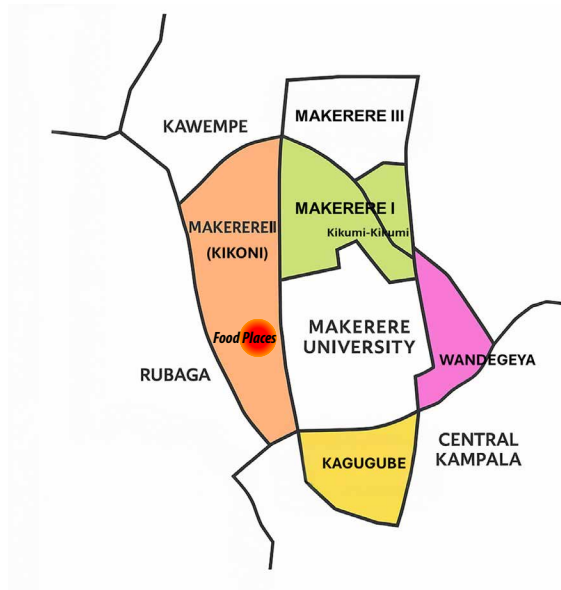 MAKERERE III
KAWEMPE
MAKERERE I
MAKEREREII
(KIKONI)
Kikumi-Kikumi
Food Places
MAKERERE
UNIVERSITY
WANDEGEYA
RUBAGA
CENTRAL
KAMPALA
KAGUGUBE